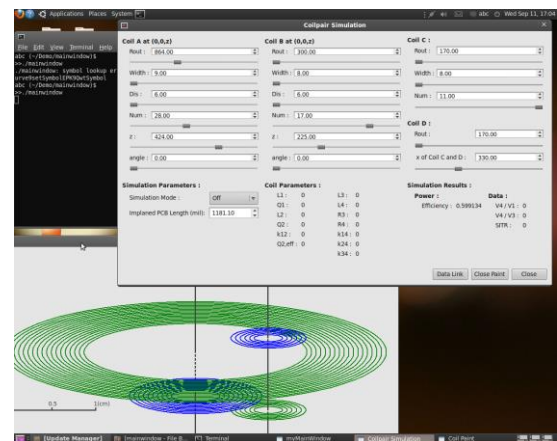 Applications Places System
abc Wed Sep 11, 17:04
Coilpair Simulation
File Edit View Terminal Help
abc (~/Demo/mainwindow)$
>>./mainwindow
./mainwindow: symbol lookup er
abc (~/Demo/mainwindow)$
>>./mainwindow
Coil A at (0,0,z)
Rout : 864.00
Width : 9.00
Dis : 6.00
Num : 28.00
z : 424.00
angle : 0.00
Coil B at (0,0,z)
Rout : 300.00
Width : 8.00
Dis : 6.00
Num : 17.00
z : 225.00
angle : 0.00
Coil C :
Rout : 170.00
Width : 8.00
Num : 11.00
Coil D :
Rout : 170.00
x of Coil C and D : 330.00
Simulation Parameters :
Simulation Mode : Off
Implaned PCB Length (mil): 1181.10
Coil Parameters :
L1 : 0 L3 : 0
Q1 : 0 L4 : 0
L2 : 0 R3 : 0
Q2 : 0 R4 : 0
k12 : 0 k14 : 0
Q2,eff : 0 k24 : 0
k34 : 0
Simulation Results :
Power : Data :
Efficiency : 0.599134 V4 / V1 : 0
V4 / V3 : 0
SITR : 0
Data Link Close Paint Close
0.5 1(cm)
[Update Manager] [mainwindow - File B... Terminal myMainWindow Coilpair Simulation Coil Paint